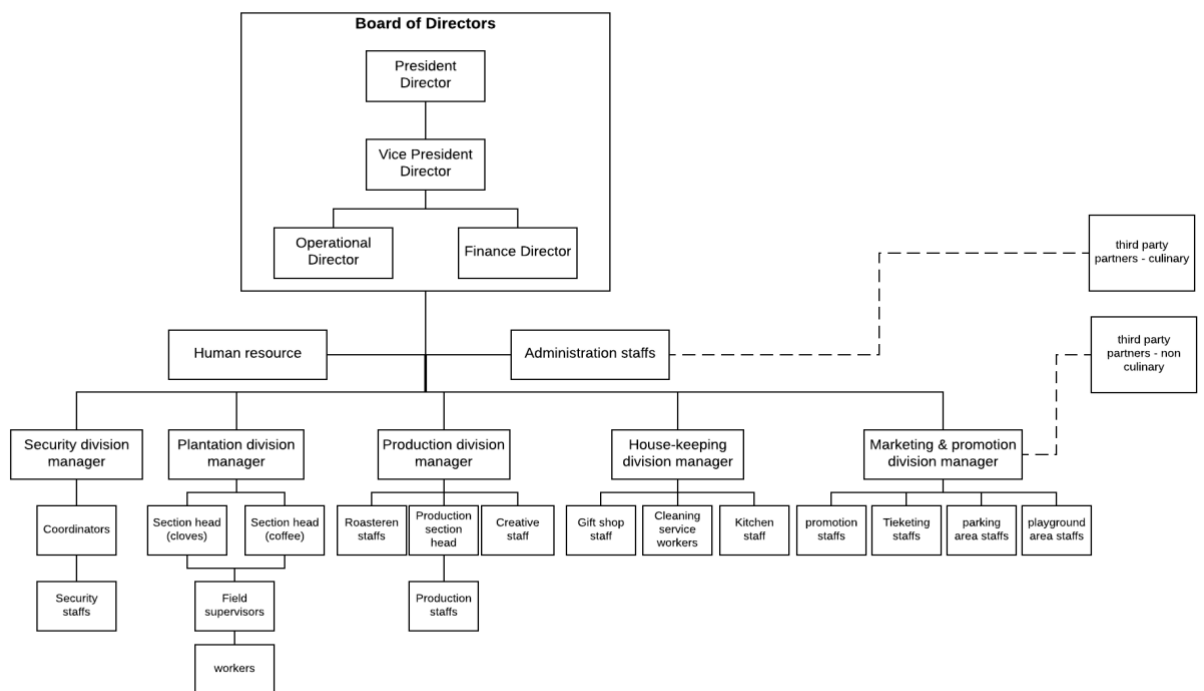 Board of Directors
President
Director
Vice President
Director
Operational
Director
Finance Director
third party
partners - culinary
Human resource
Administration staffs
third party
partners - non
culinary
Security division
manager
Plantation division
manager
Production division
manager
House-keeping
division manager
Marketing & promotion
division manager
Coordinators
Section head
(cloves)
Section head
(coffee)
Roasteren
staffs
Production
section
head
Creative
staff
Gift shop
staff
Cleaning
service
workers
Kitchen
staff
promotion
staffs
Tieketing
staffs
parking
area staffs
playground
area staffs
Security
staffs
Field
supervisors
Production
staffs
workers